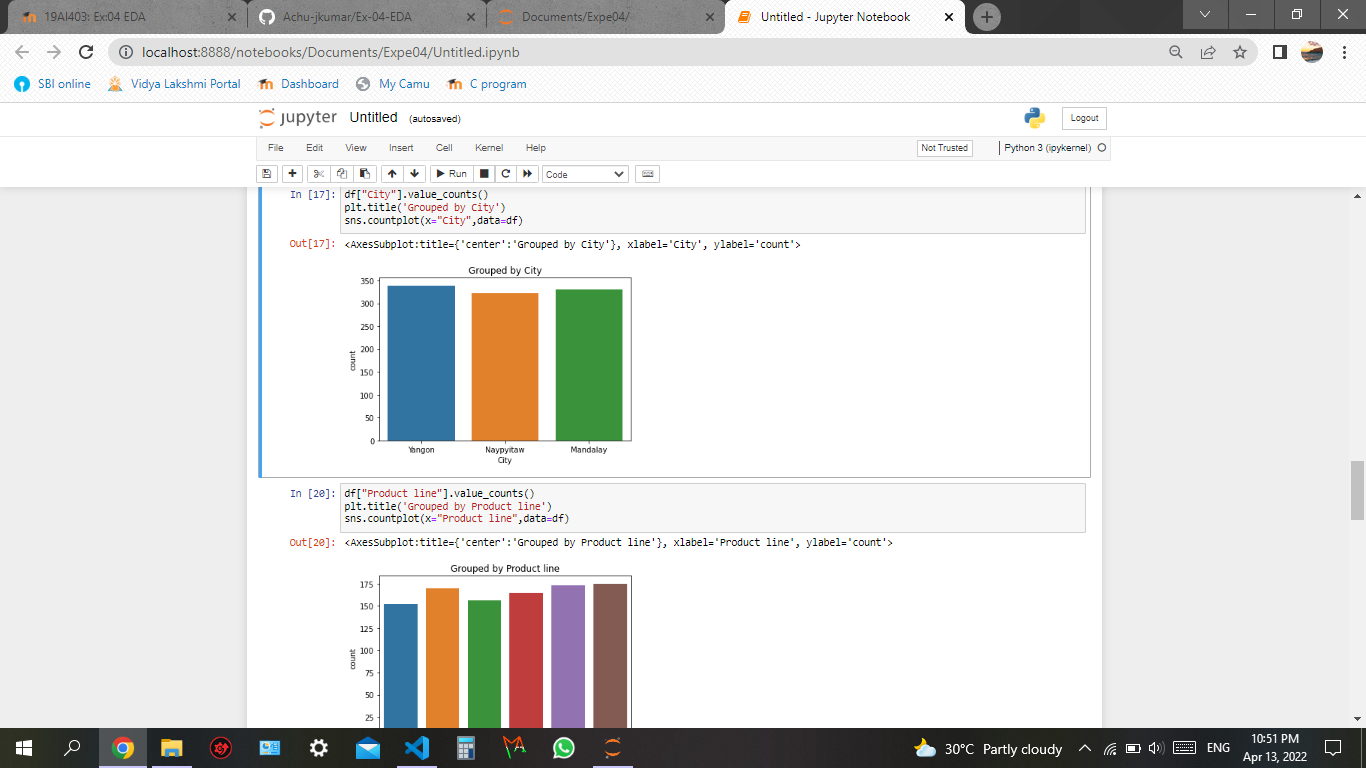 19AI403: Ex:04 EDA
Achu-jkumar/Ex-04-EDA
Documents/Expe04/
Untitled - Jupyter Notebook
localhost:8888/notebooks/Documents/Expe04/Untitled.ipynb
SBI online
Vidya Lakshmi Portal
Dashboard
My Camu
C program
jupyter Untitled (autosaved)
Logout
File Edit View Insert Cell Kernel Help
Not Trusted
Python 3 (ipykernel)
Run
Code
In [17]: df["City"].value_counts()
plt.title('Grouped by City')
sns.countplot(x="City",data=df)
Out[17]: <AxesSubplot:title={'center':'Grouped by City'}, xlabel='City', ylabel='count'>
Grouped by City
350
300
250
200
150
100
50
0
count
Yangon Naypyitaw Mandalay
City
In [20]: df["Product line"].value_counts()
plt.title('Grouped by Product line')
sns.countplot(x="Product line",data=df)
Out[20]: <AxesSubplot:title={'center':'Grouped by Product line'}, xlabel='Product line', ylabel='count'>
Grouped by Product line
175
150
125
100
75
50
25
count
30°C Partly cloudy
ENG
10:51 PM
Apr 13, 2022